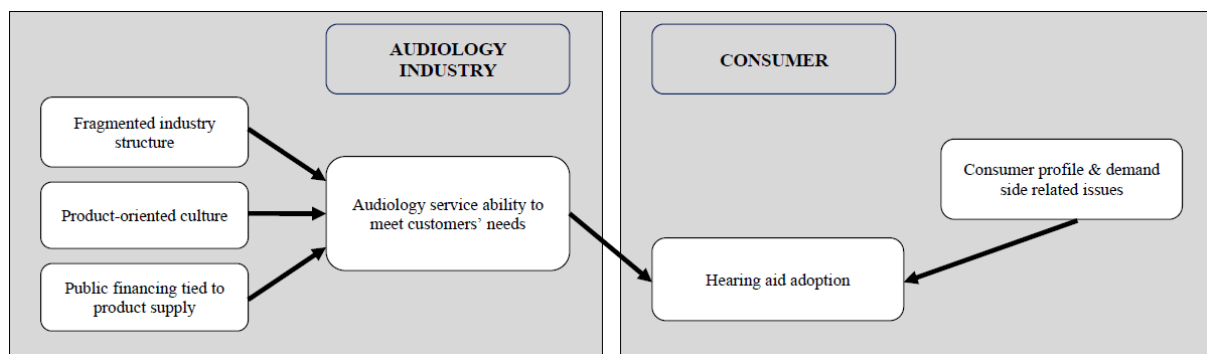 AUDIOLOGY
INDUSTRY
CONSUMER
Fragmented industry
structure
Product-oriented culture
Public financing tied to
product supply
Audiology service ability to
meet customers’ needs
Consumer profile & demand
side related issues
Hearing aid adoption